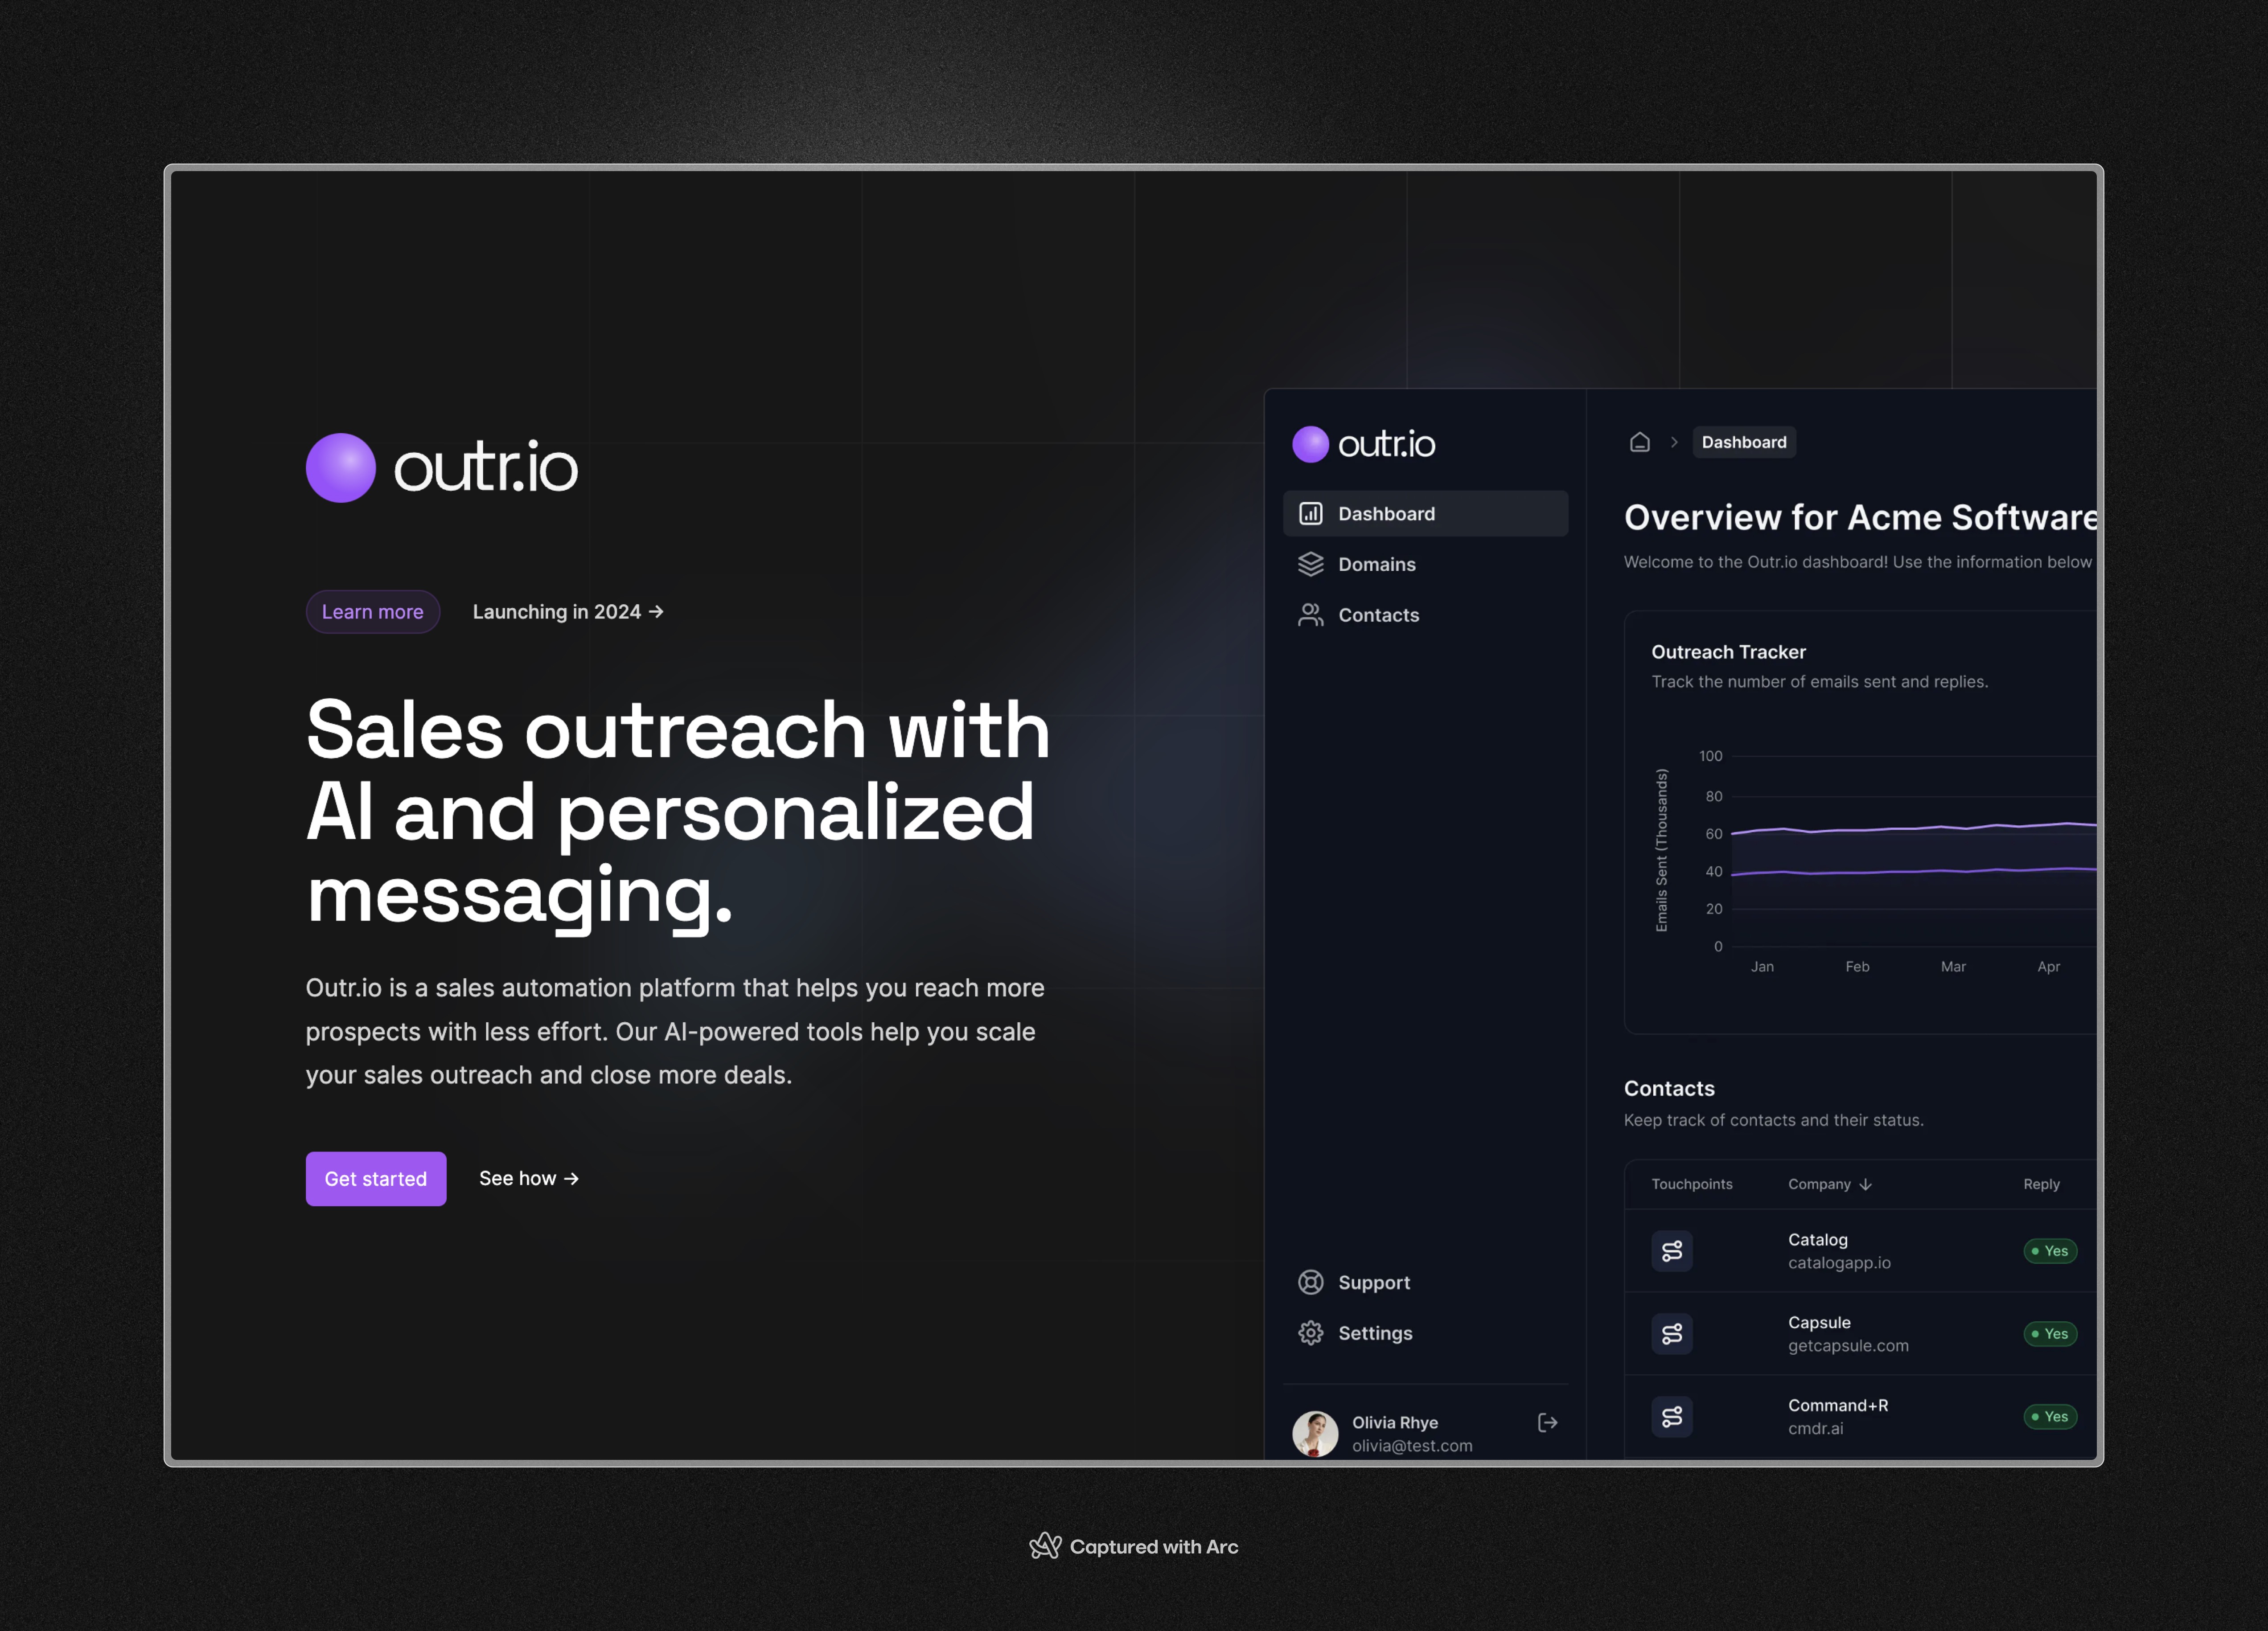 outr.io
Learn more
Launching in 2024 →
Sales outreach with
AI and personalized
messaging.
Outr.io is a sales automation platform that helps you reach more
prospects with less effort. Our AI-powered tools help you scale
your sales outreach and close more deals.
Get started
See how →
outr.io
Dashboard
Domains
Contacts
Support
Settings
Olivia Rhye
olivia@test.com
Dashboard
Overview for Acme Software
Welcome to the Outr.io dashboard! Use the information below
Outreach Tracker
Track the number of emails sent and replies.
Emails Sent (Thousands)
100
80
60
40
20
0
Jan Feb Mar Apr
Contacts
Keep track of contacts and their status.
Touchpoints Company ↓ Reply
Catalog
catalogapp.io
Yes
Capsule
getcapsule.com
Yes
Command+R
cmdr.ai
Yes
Captured with Arc